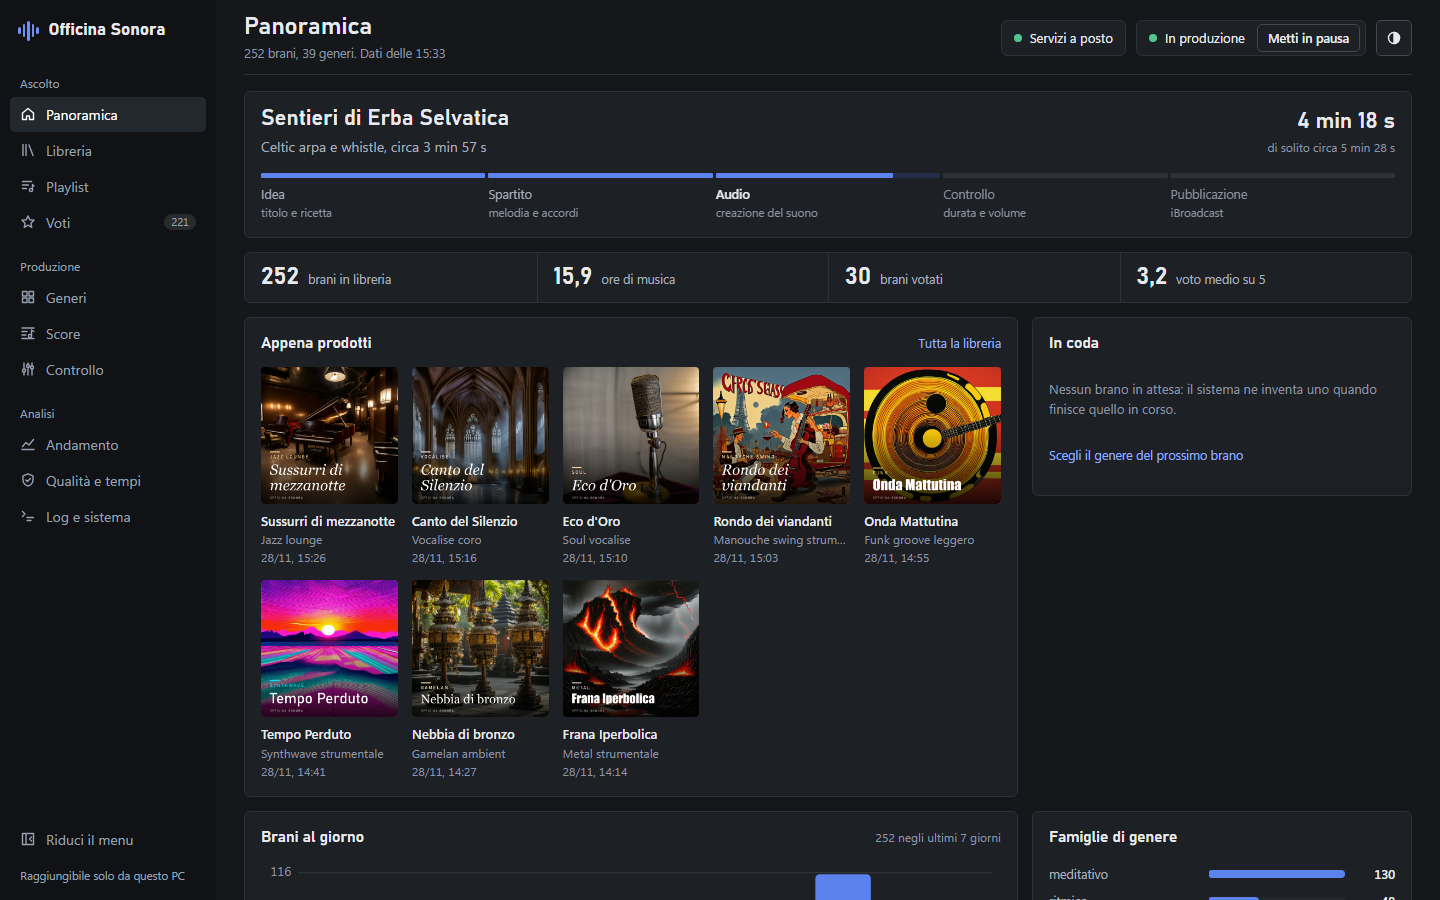 Officina Sonora
Ascolto
Panoramica
Libreria
Playlist
Voti
221
Produzione
Generi
Score
Controllo
Analisi
Andamento
Qualità e tempi
Log e sistema
Riduci il menu
Raggiungibile solo da questo PC
Panoramica
252 brani, 39 generi. Dati delle 15:33
Servizi a posto
In produzione
Metti in pausa
Sentieri di Erba Selvatica
Celtic arpa e whistle, circa 3 min 57 s
4 min 18 s
di solito circa 5 min 28 s
Idea
titolo e ricetta
Spartito
melodia e accordi
Audio
creazione del suono
Controllo
durata e volume
Pubblicazione
iBroadcast
252 brani in libreria
15,9 ore di musica
30 brani votati
3,2 voto medio su 5
Appena prodotti
Tutta la libreria
JAZZ LOUNGE
Sussurri di
mezzanotte
Sussurri di mezzanotte
Jazz lounge
28/11, 15:26
VOCALISE
Canto del
Silenzio
Canto del Silenzio
Vocalise coro
28/11, 15:16
SOUL
Eco d'Oro
Eco d'Oro
Soul vocalise
28/11, 15:10
MANOUCHE SWING
Rondo dei
viandanti
Rondo dei viandanti
Manouche swing strum...
28/11, 15:03
FUNK
Onda Mattutina
Onda Mattutina
Funk groove leggero
28/11, 14:55
SYNTHWAVE
Tempo Perduto
Tempo Perduto
Synthwave strumentale
28/11, 14:41
GAMELAN
Nebbia di bronzo
Nebbia di bronzo
Gamelan ambient
28/11, 14:27
METAL
Frana Iperbolica
Frana Iperbolica
Metal strumentale
28/11, 14:14
In coda
Nessun brano in attesa: il sistema ne inventa uno quando
finisce quello in corso.
Scegli il genere del prossimo brano
Brani al giorno
252 negli ultimi 7 giorni
116
Famiglie di genere
meditativo
130